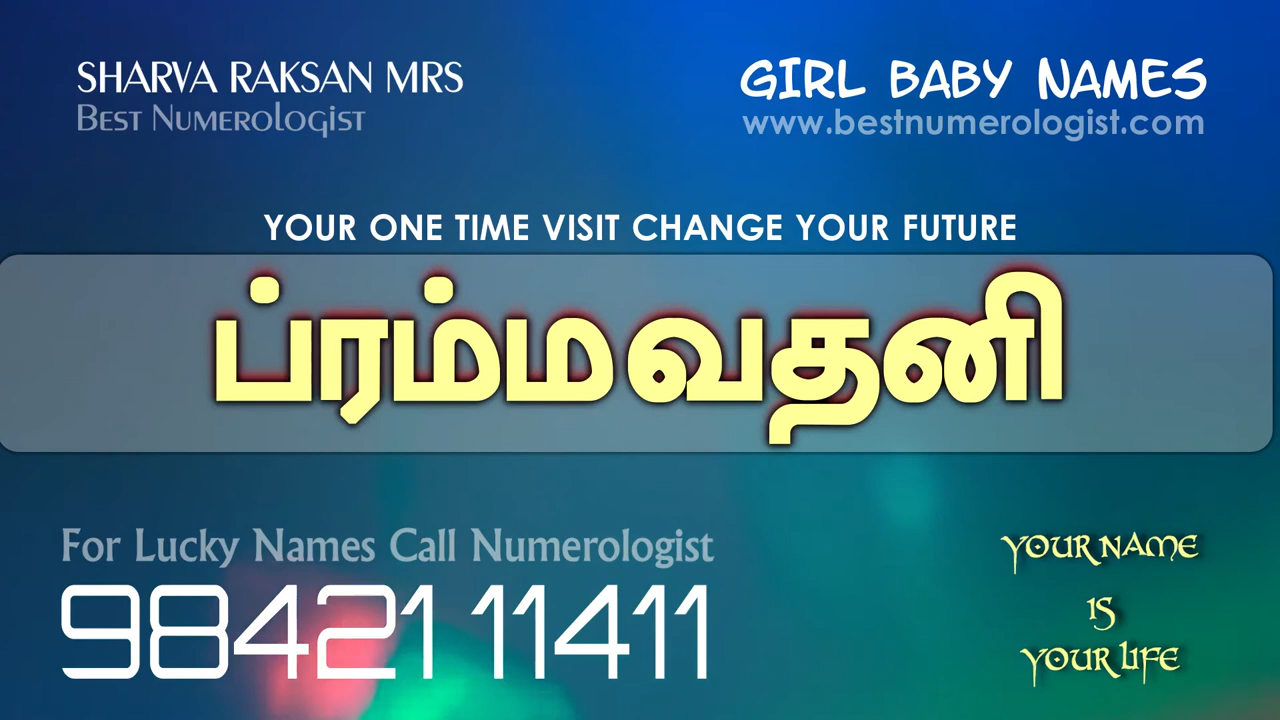 SHARVA RAKSAN MRS
BEST NUMEROLOGIST
GIRL BABY NAMES
www.bestnumerologist.com
YOUR ONE TIME VISIT CHANGE YOUR FUTURE
ப்ரம்மவதனி
For Lucky Names Call Numerologist
98421 11411
YOUR NAME
IS
YOUR LIFE